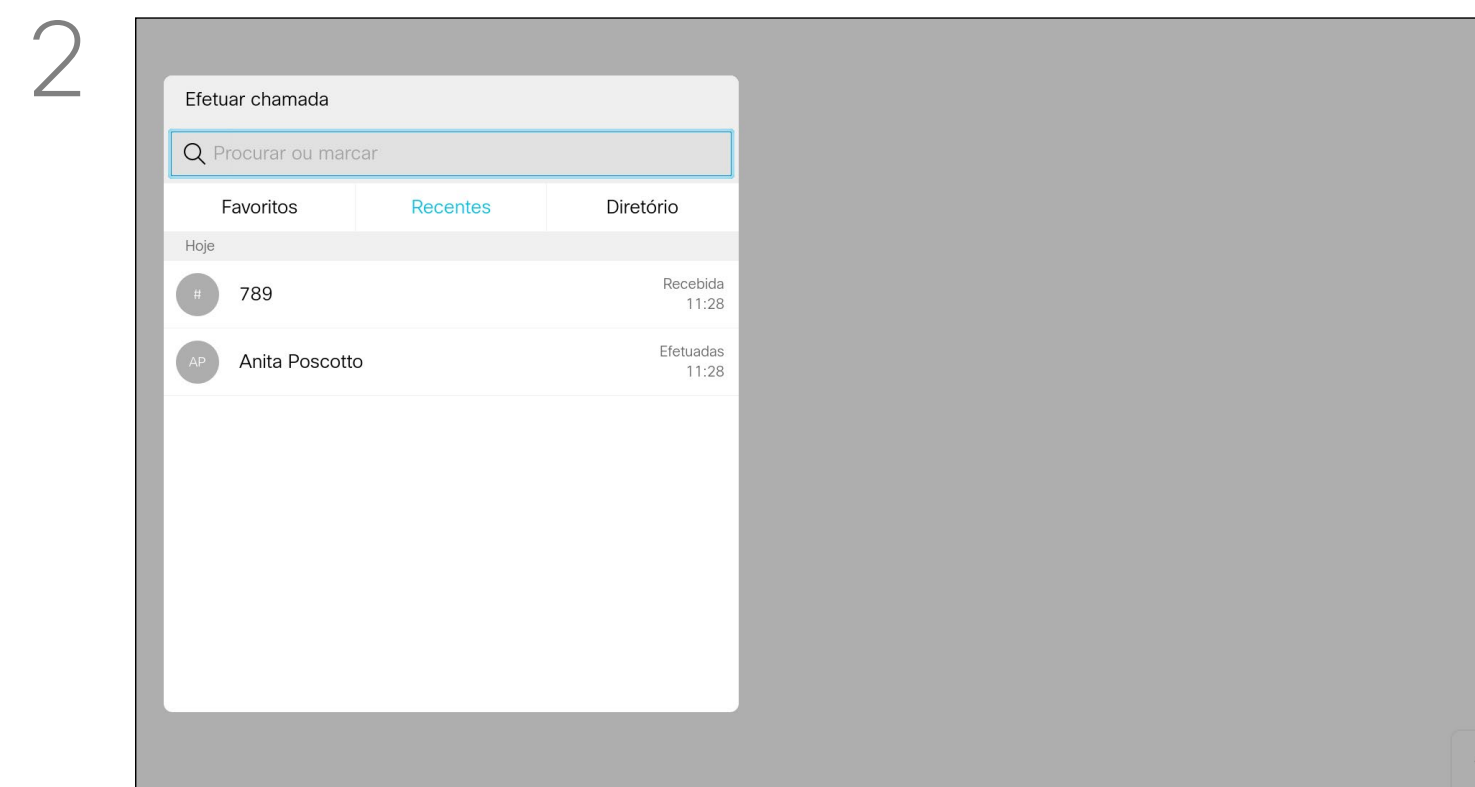 2
Efetuar chamada
Procurar ou marcar
Favoritos Recentes Diretório
Hoje
# 789 Recebida
11:28
AP Anita Poscotto Efetuadas
11:28